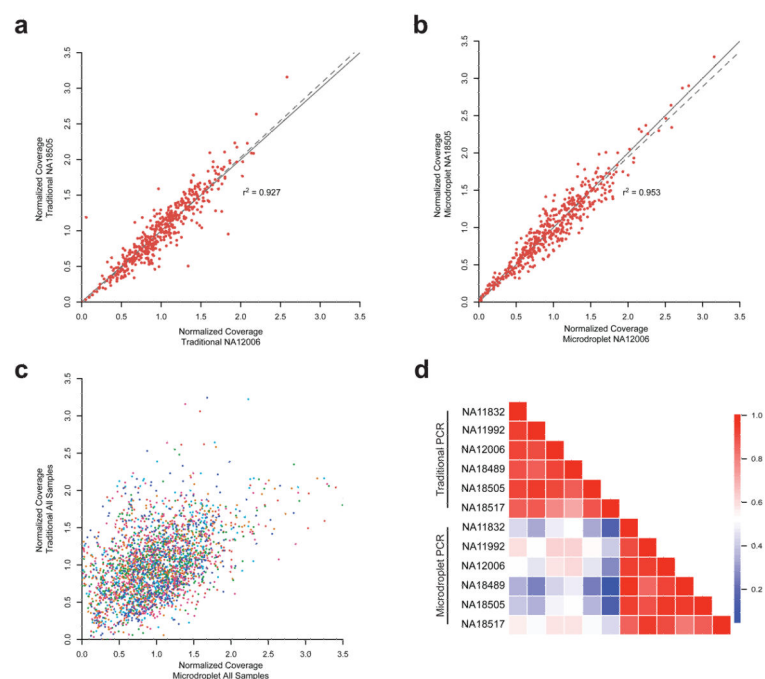 a
3.5
3.0
2.5
2.0
1.5
1.0
0.5
0.0
Normalized Coverage
Traditional NA18505
r² = 0.927
0.0 0.5 1.0 1.5 2.0 2.5 3.0 3.5
Normalized Coverage
Traditional NA12006
b
3.5
3.0
2.5
2.0
1.5
1.0
0.5
0.0
Normalized Coverage
Microdroplet NA18505
r² = 0.953
0.0 0.5 1.0 1.5 2.0 2.5 3.0 3.5
Normalized Coverage
Microdroplet NA12006
c
3.5
3.0
2.5
2.0
1.5
1.0
0.5
0.0
Normalized Coverage
Traditional All Samples
0.0 0.5 1.0 1.5 2.0 2.5 3.0 3.5
Normalized Coverage
Microdroplet All Samples
d
Traditional PCR
NA11832
NA11992
NA12006
NA18489
NA18505
NA18517
Microdroplet PCR
NA11832
NA11992
NA12006
NA18489
NA18505
NA18517
1.0
0.8
0.6
0.4
0.2